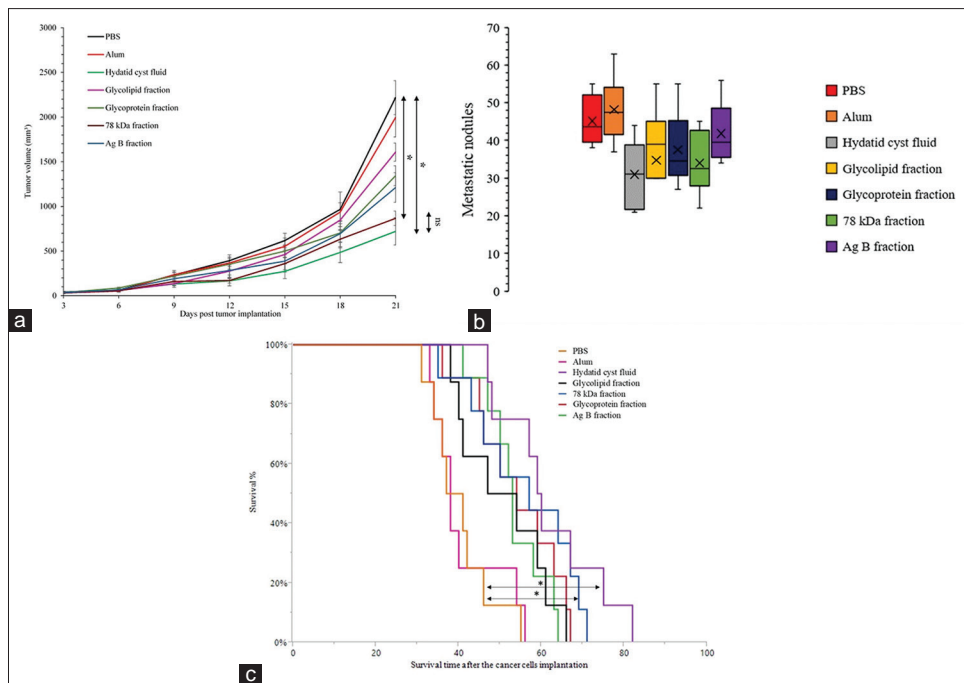 3000
2500
2000
1500
1000
500
0
Tumor volume (mm³)
PBS
Alum
Hydatid cyst fluid
Glycolipid fraction
Glycoprotein fraction
78 kDa fraction
Ag B fraction
*
*
ns
3 6 9 12 15 18 21
Days post tumor implantation
a
70
60
50
40
30
20
10
0
Metastatic nodules
PBS
Alum
Hydatid cyst fluid
Glycolipid fraction
Glycoprotein fraction
78 kDa fraction
Ag B fraction
b
100%
80%
60%
40%
20%
0%
Survival %
PBS
Alum
Hydatid cyst fluid
Glycolipid fraction
78 kDa fraction
Glycoprotein fraction
Ag B fraction
*
*
0 20 40 60 80 100
Survival time after the cancer cells implantation
c